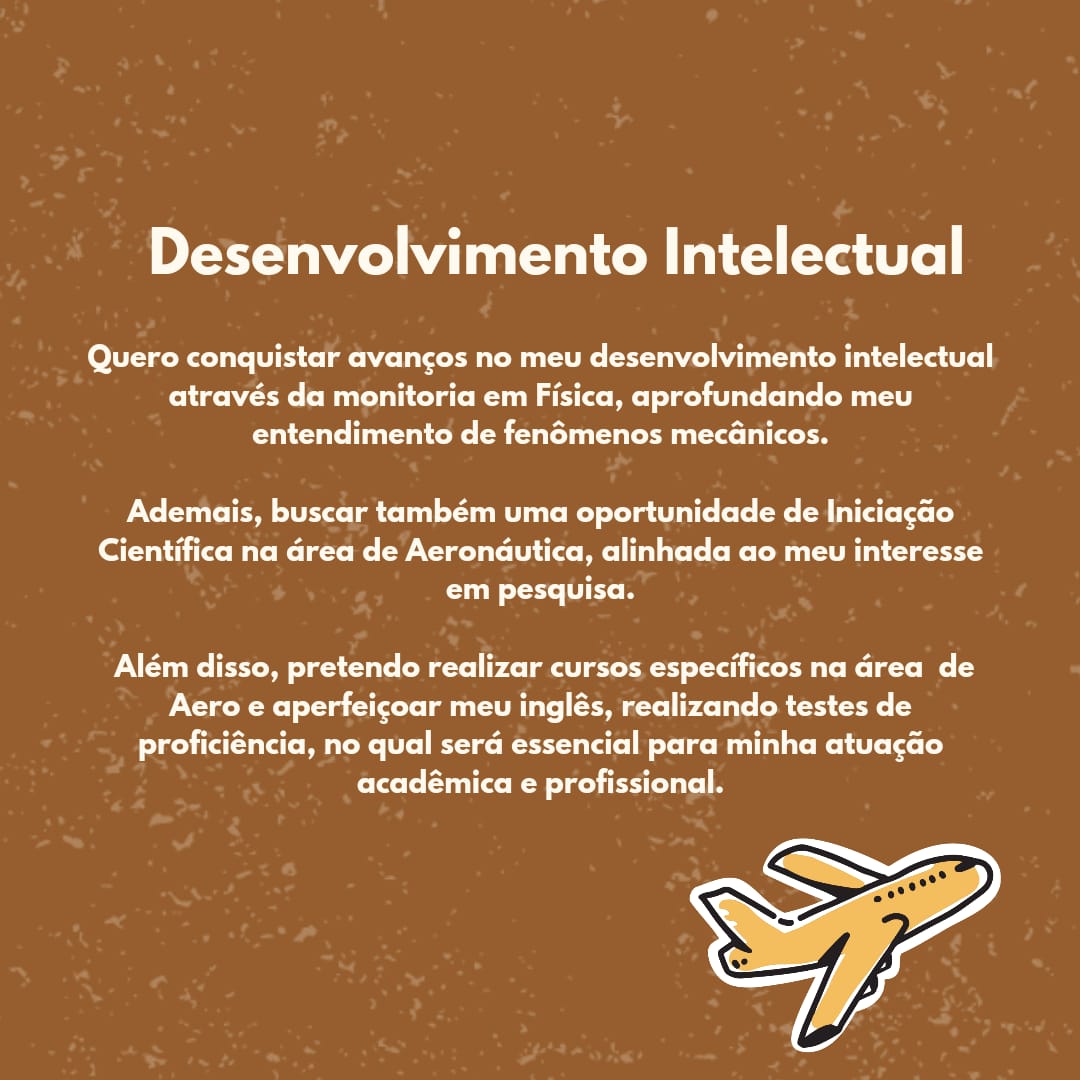 Desenvolvimento Intelectual
Quero conquistar avanços no meu desenvolvimento intelectual
através da monitoria em Física, aprofundando meu
entendimento de fenômenos mecânicos.
Ademais, buscar também uma oportunidade de Iniciação
Científica na área de Aeronáutica, alinhada ao meu interesse
em pesquisa.
Além disso, pretendo realizar cursos específicos na área  de
Aero e aperfeiçoar meu inglês, realizando testes de
proficiência, no qual será essencial para minha atuação
acadêmica e profissional.